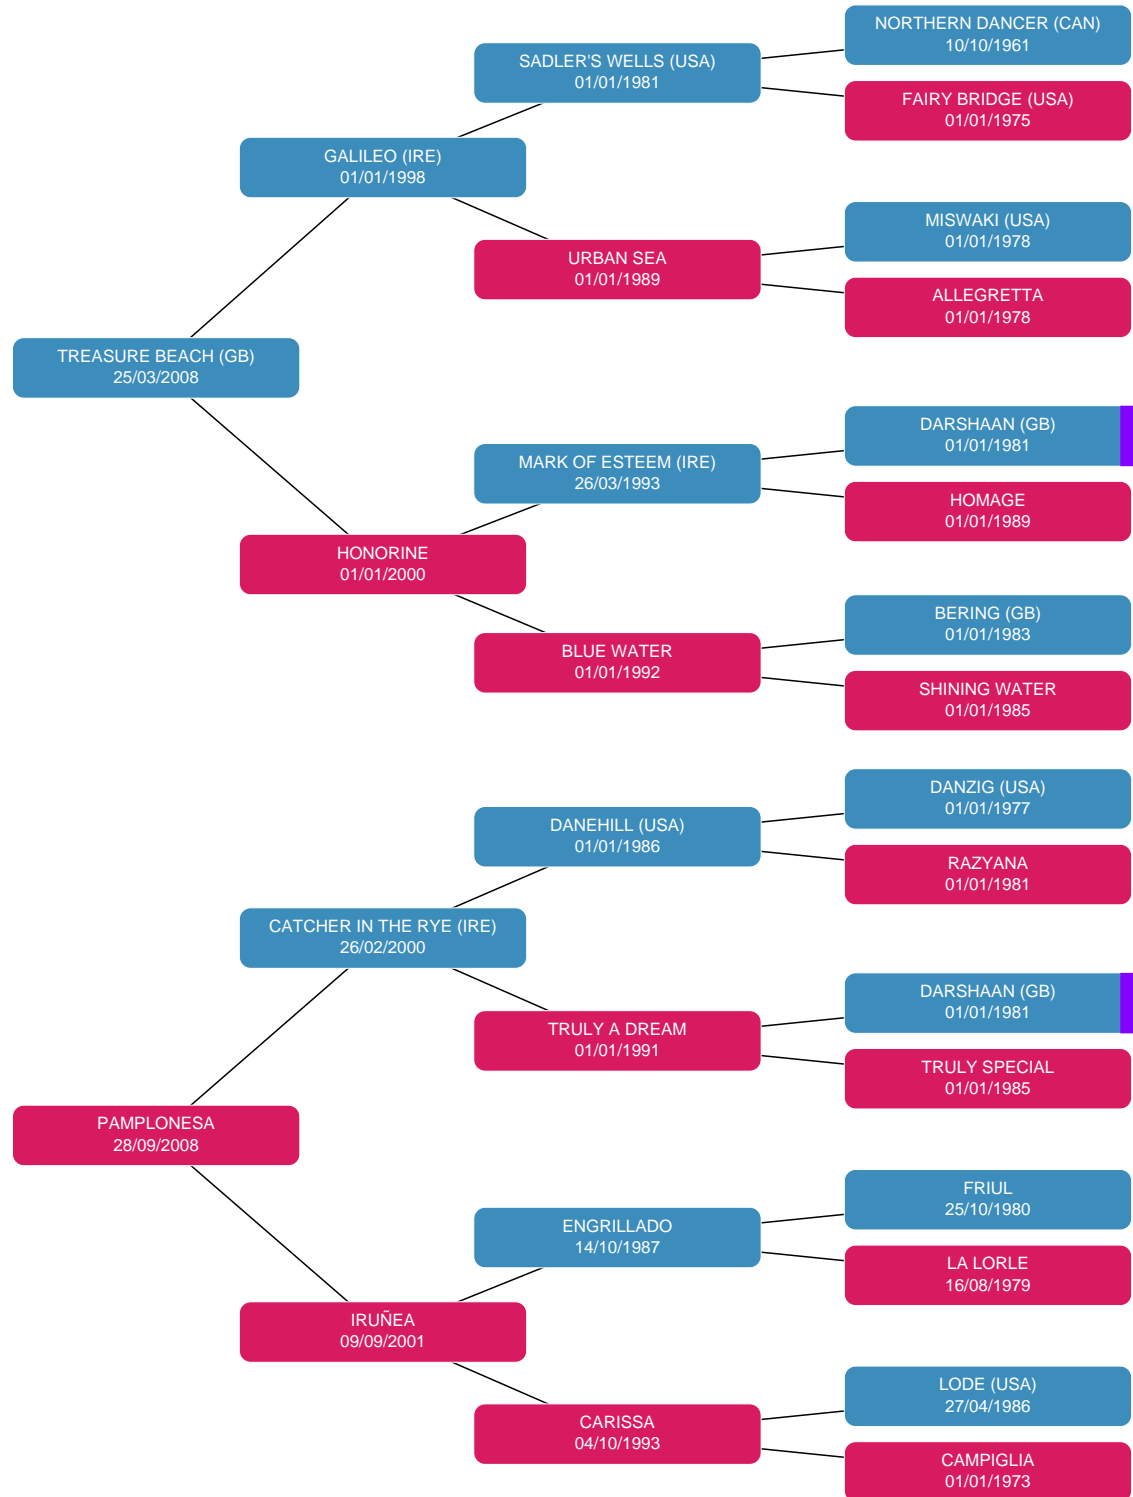 NORTHERN DANCER (CAN)
10/10/1961
SADLER'S WELLS (USA)
01/01/1981
FAIRY BRIDGE (USA)
01/01/1975
GALILEO (IRE)
01/01/1998
MISWAKI (USA)
01/01/1978
URBAN SEA
01/01/1989
ALLEGRETTA
01/01/1978
TREASURE BEACH (GB)
25/03/2008
DARSHAAN (GB)
01/01/1981
MARK OF ESTEEM (IRE)
26/03/1993
HOMAGE
01/01/1989
HONORINE
01/01/2000
BERING (GB)
01/01/1983
BLUE WATER
01/01/1992
SHINING WATER
01/01/1985
DANZIG (USA)
01/01/1977
DANEHILL (USA)
01/01/1986
RAZYANA
01/01/1981
CATCHER IN THE RYE (IRE)
26/02/2000
DARSHAAN (GB)
01/01/1981
TRULY A DREAM
01/01/1991
TRULY SPECIAL
01/01/1985
PAMPLONESA
28/09/2008
FRIUL
25/10/1980
ENGRILLADO
14/10/1987
LA LORLE
16/08/1979
IRUÑEA
09/09/2001
LODE (USA)
27/04/1986
CARISSA
04/10/1993
CAMPIGLIA
01/01/1973